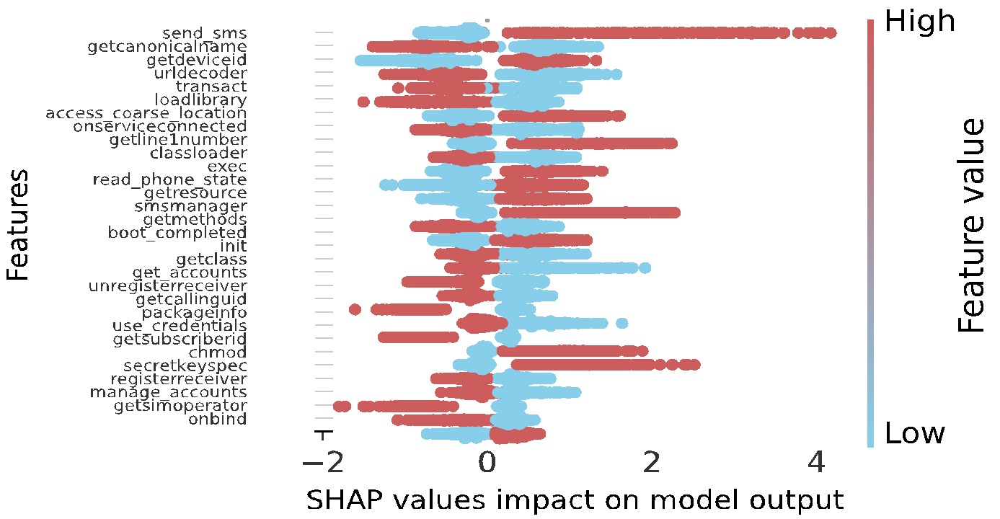 High
send_sms
getcanonicalname
getdeviceid
urldecoder
transact
loadlibrary
access_coarse_location
onserviceconnected
getline1number
classloader
exec
read_phone_state
getresource
smsmanager
getmethods
boot_completed
init
getclass
get_accounts
unregisterreceiver
getcallinguid
packageinfo
use_credentials
getsubscriberid
chmod
secretkeyspec
registerreceiver
manage_accounts
getsimoperator
onbind
Features
Feature value
Low
−2 0 2 4
SHAP values impact on model output